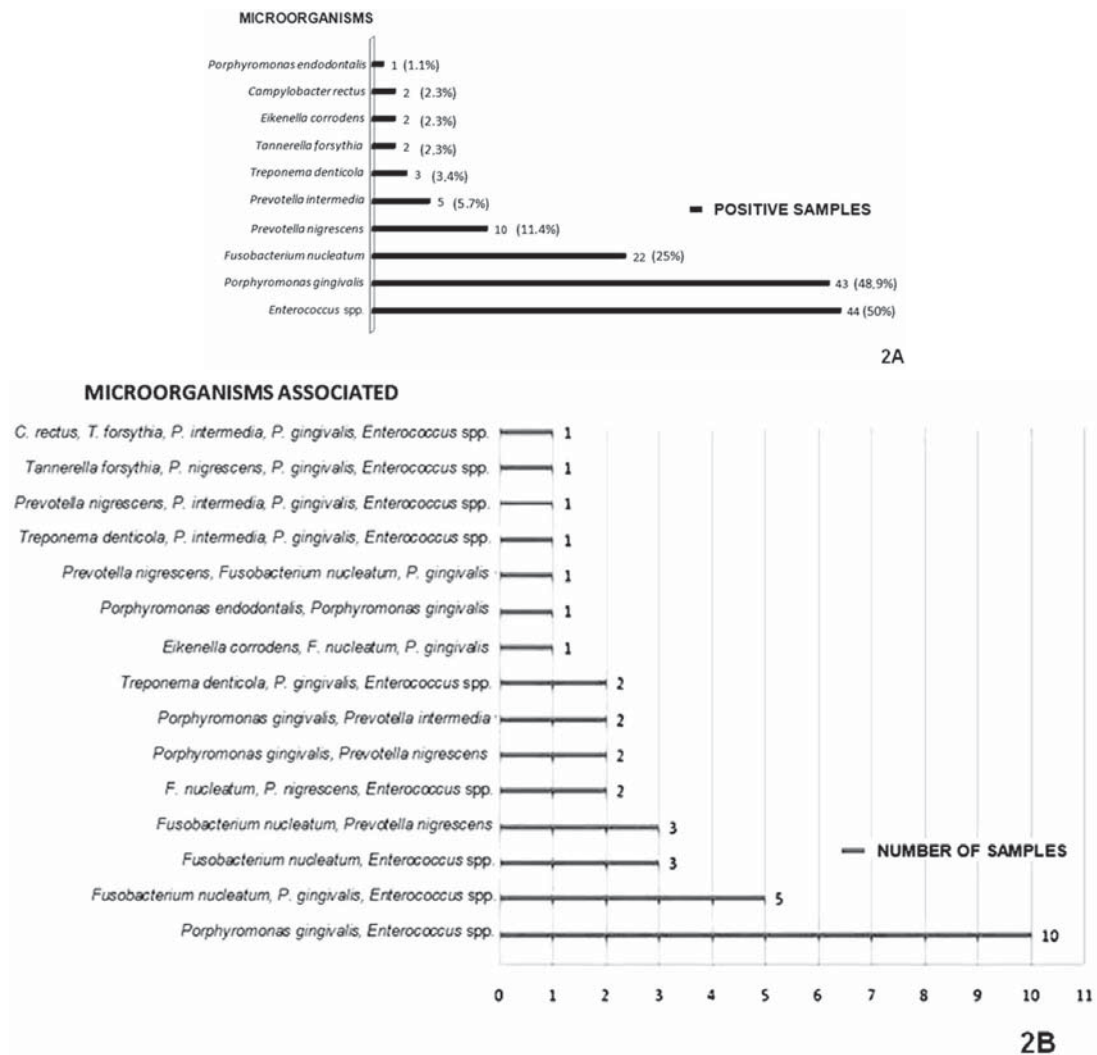 MICROORGANISMS
Porphyromonas endodontalis 1 (1.1%)
Campylobacter rectus 2 (2.3%)
Eikenella corrodens 2 (2.3%)
Tannerella forsythia 2 (2,3%)
Treponema denticola 3 (3,4%)
Prevotella intermedia 5 (5.7%)
POSITIVE SAMPLES
Prevotella nigrescens 10 (11.4%)
Fusobacterium nucleatum 22 (25%)
Porphyromonas gingivalis 43 (48,9%)
Enterococcus spp. 44 (50%)
2A
MICROORGANISMS ASSOCIATED
C. rectus, T. forsythia, P. intermedia, P. gingivalis, Enterococcus spp. 1
Tannerella forsythia, P. nigrescens, P. gingivalis, Enterococcus spp. 1
Prevotella nigrescens, P. intermedia, P. gingivalis, Enterococcus spp. 1
Treponema denticola, P. intermedia, P. gingivalis, Enterococcus spp. 1
Prevotella nigrescens, Fusobacterium nucleatum, P. gingivalis 1
Porphyromonas endodontalis, Porphyromonas gingivalis 1
Eikenella corrodens, F. nucleatum, P. gingivalis 1
Treponema denticola, P. gingivalis, Enterococcus spp. 2
Porphyromonas gingivalis, Prevotella intermedia 2
Porphyromonas gingivalis, Prevotella nigrescens 2
F. nucleatum, P. nigrescens, Enterococcus spp. 2
Fusobacterium nucleatum, Prevotella nigrescens 3
NUMBER OF SAMPLES
Fusobacterium nucleatum, Enterococcus spp. 3
Fusobacterium nucleatum, P. gingivalis, Enterococcus spp. 5
Porphyromonas gingivalis, Enterococcus spp. 10
0 1 2 3 4 5 6 7 8 9 10 11
2B